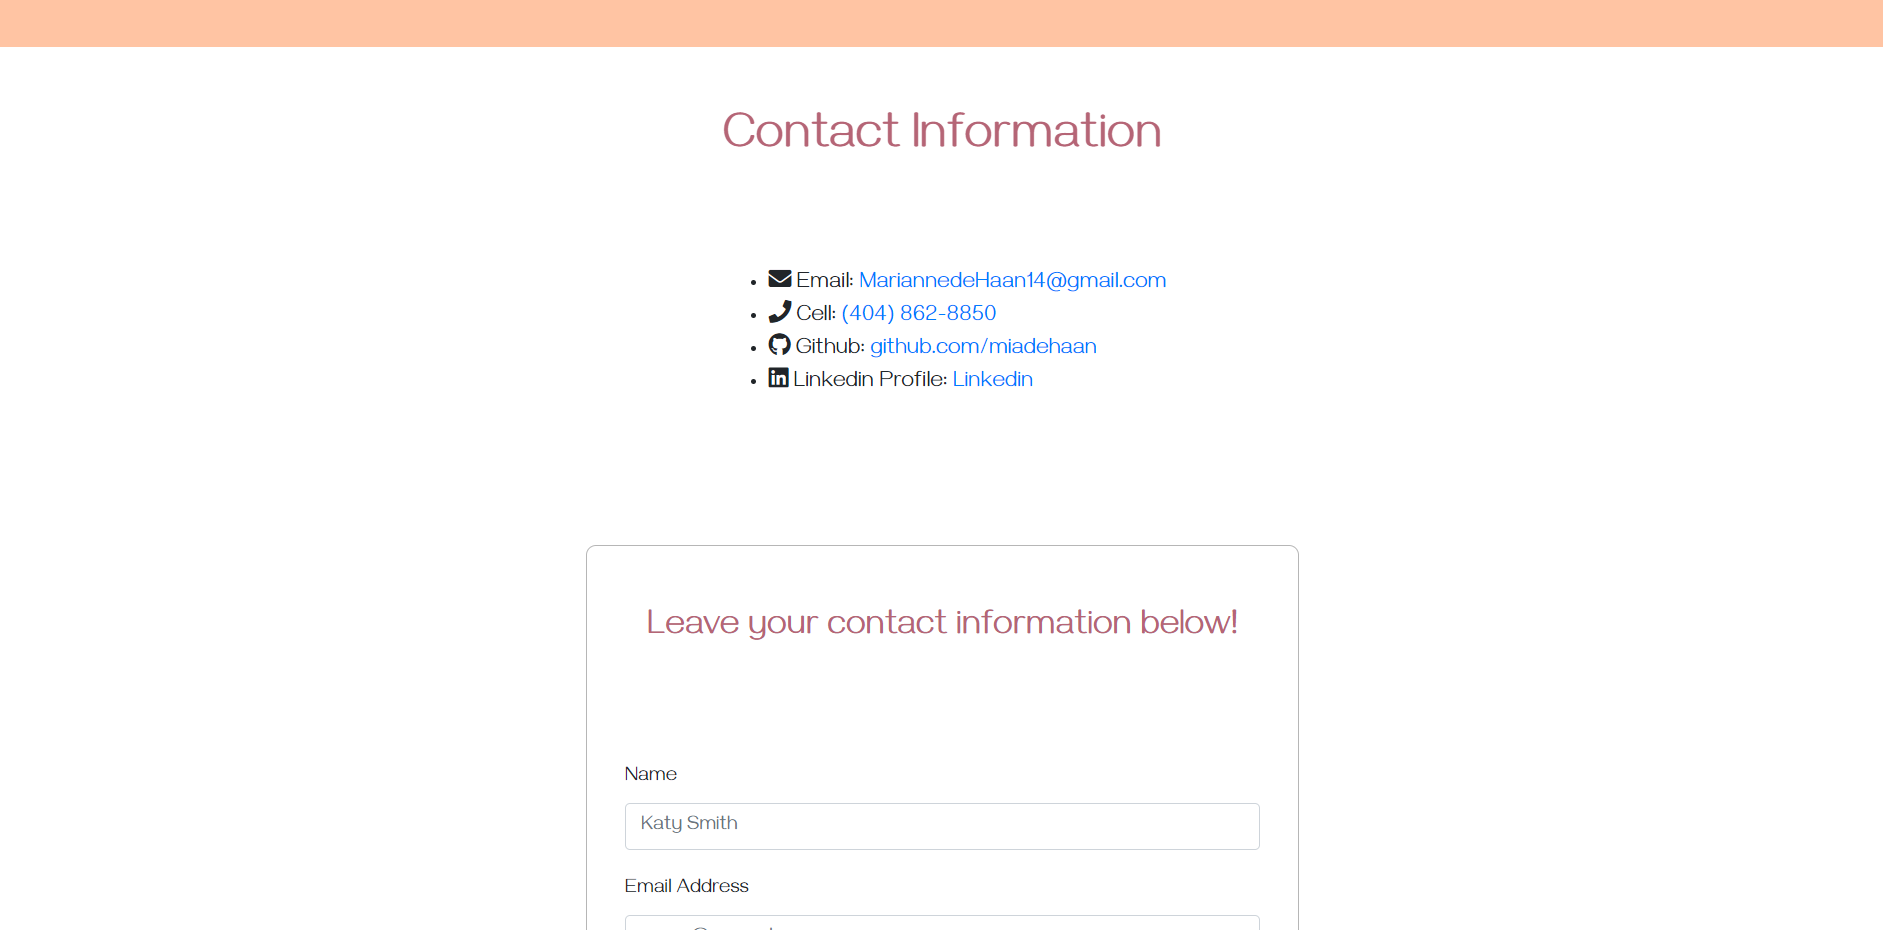 Contact Information
Email: MariannedeHaan14@gmail.com
Cell: (404) 862-8850
Github: github.com/miadehaan
Linkedin Profile: Linkedin
Leave your contact information below!
Name
Katy Smith
Email Address